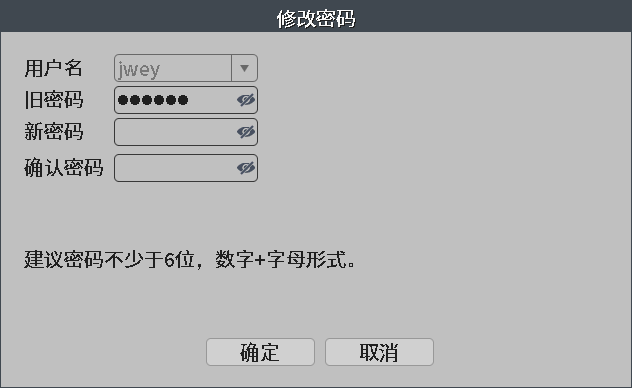 修改密码
用户名 jwey
旧密码 ●●●●●●
新密码
确认密码
建议密码不少于6位，数字+字母形式。
确定 取消